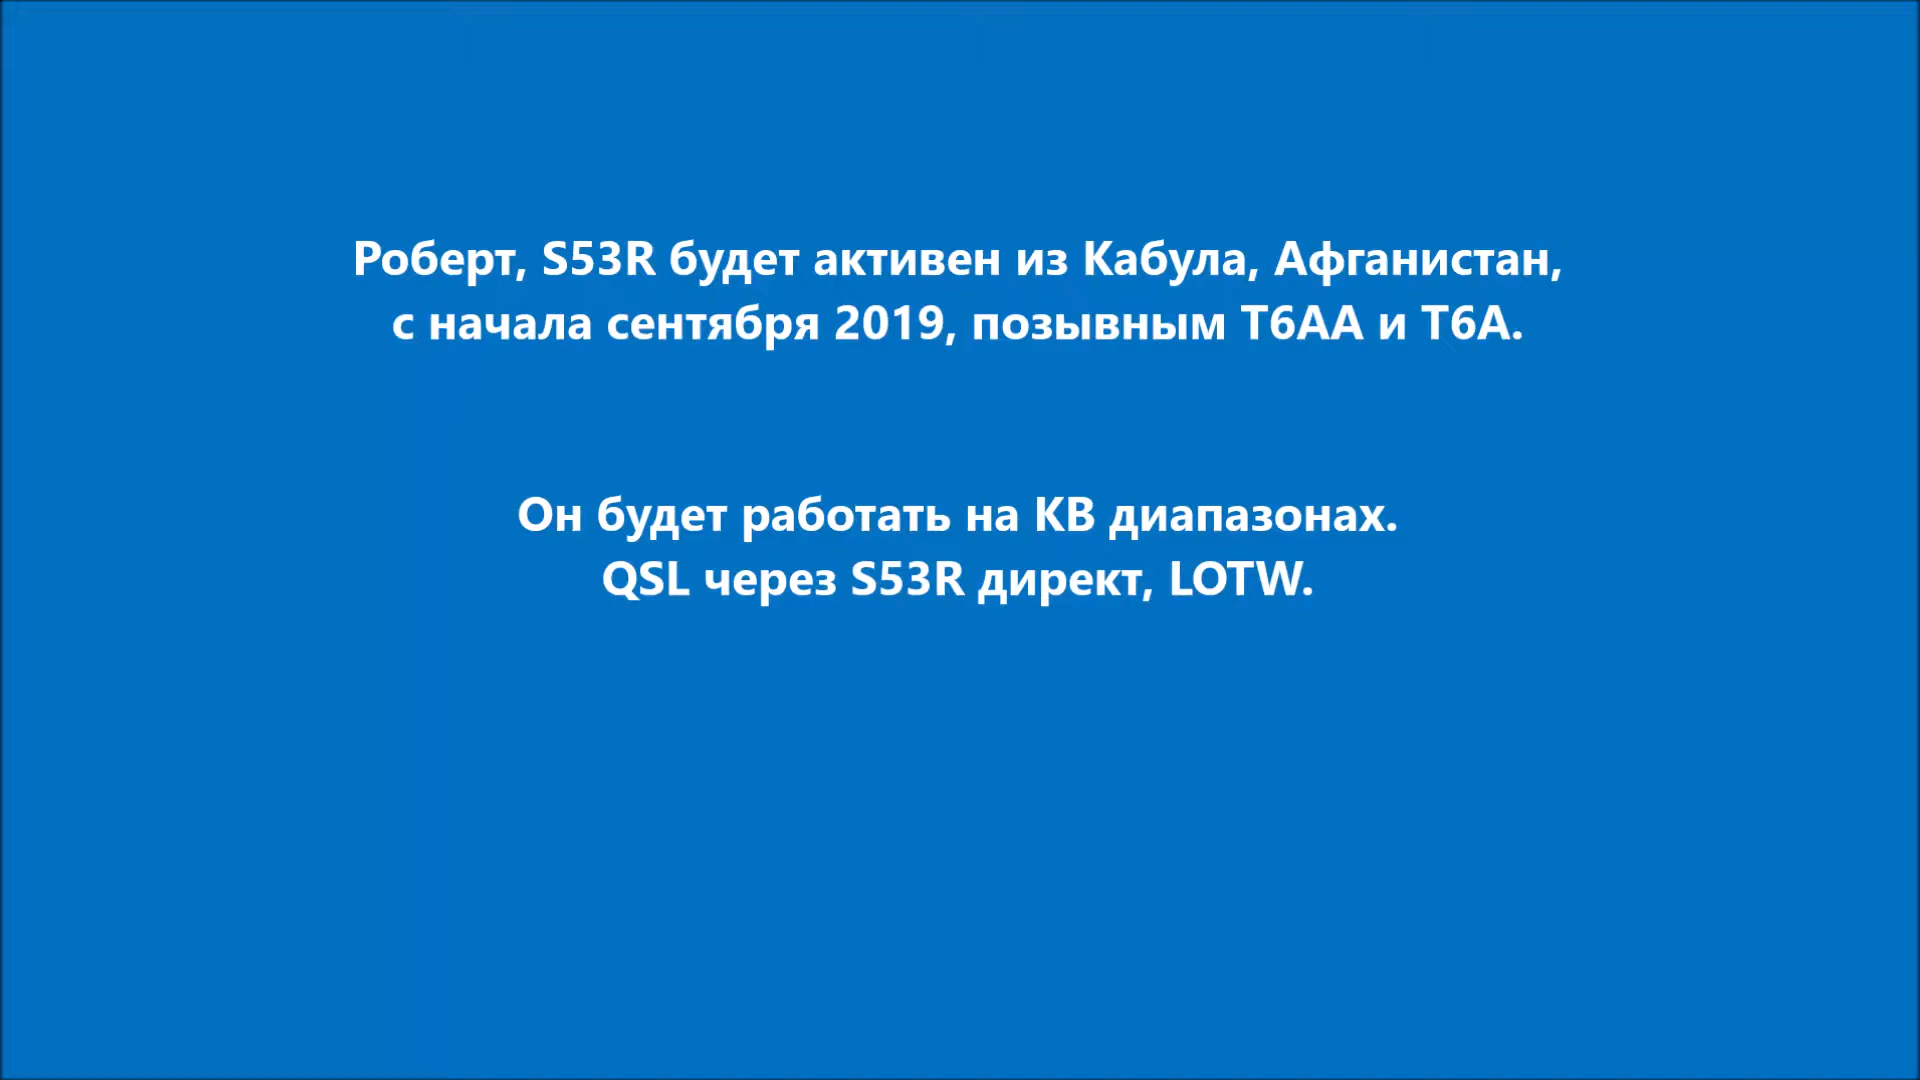 Роберт, S53R будет активен из Кабула, Афганистан,
с начала сентября 2019, позывным T6AA и T6A.
Он будет работать на КВ диапазонах.
QSL через S53R директ, LOTW.